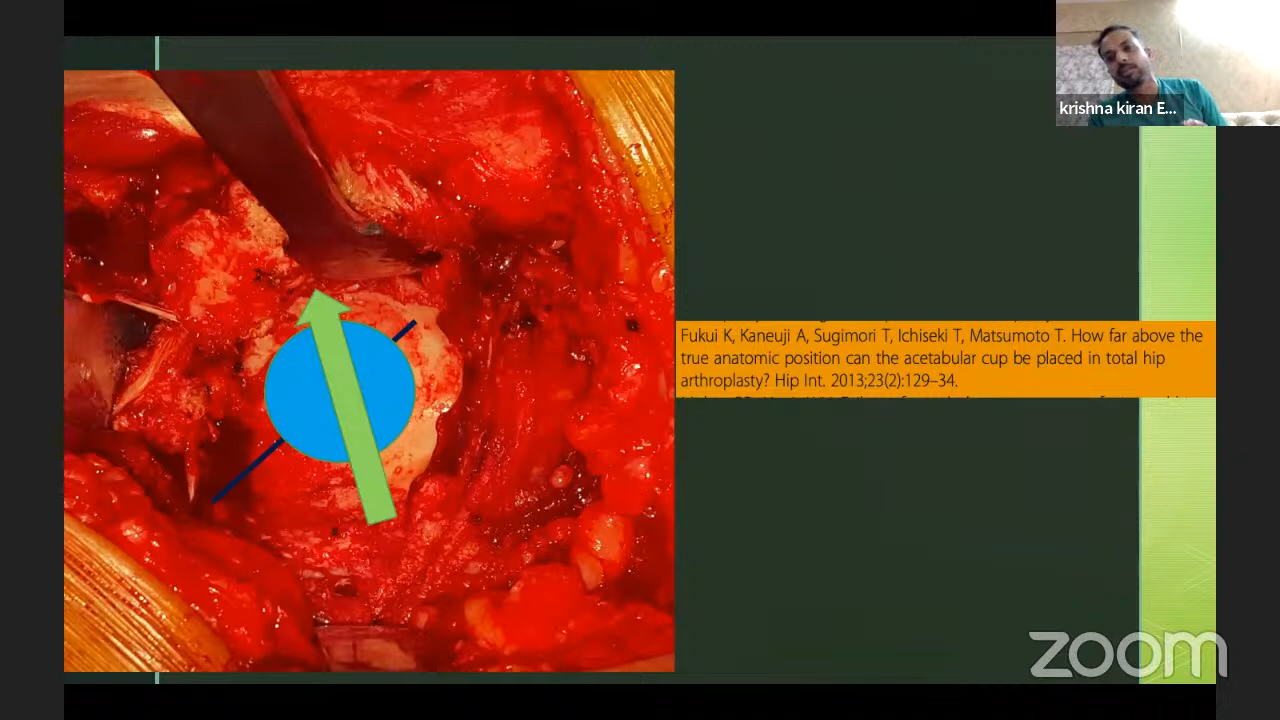 krishna kiran E...
Fukui K, Kaneuji A, Sugimori T, Ichiseki T, Matsumoto T. How far above the
true anatomic position can the acetabular cup be placed in total hip
arthroplasty? Hip Int. 2013;23(2):129–34.
zoom